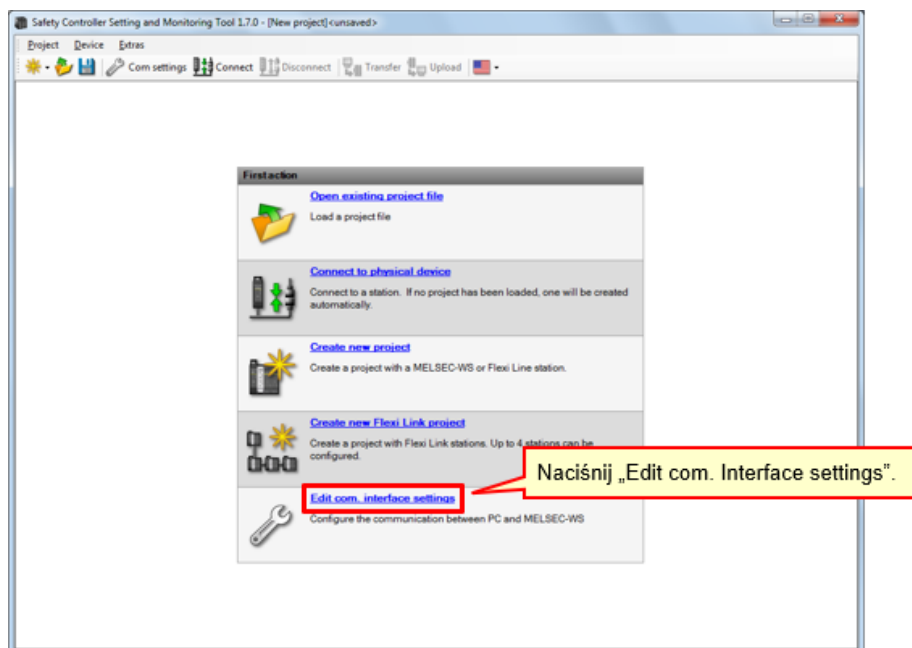 Safety Controller Setting and Monitoring Tool 1.7.0 - [New project]<unsaved>
Project Device Extras
Com settings Connect Disconnect Transfer Upload
First action
Open existing project file
Load a project file
Connect to physical device
Connect to a station. If no project has been loaded, one will be created
automatically.
Create new project
Create a project with a MELSEC-WS or Flexi Line station.
Create new Flexi Link project
Create a project with Flexi Link stations. Up to 4 stations can be
configured.
Naciśnij „Edit com. Interface settings”.
Edit com. interface settings
Configure the communication between PC and MELSEC-WS